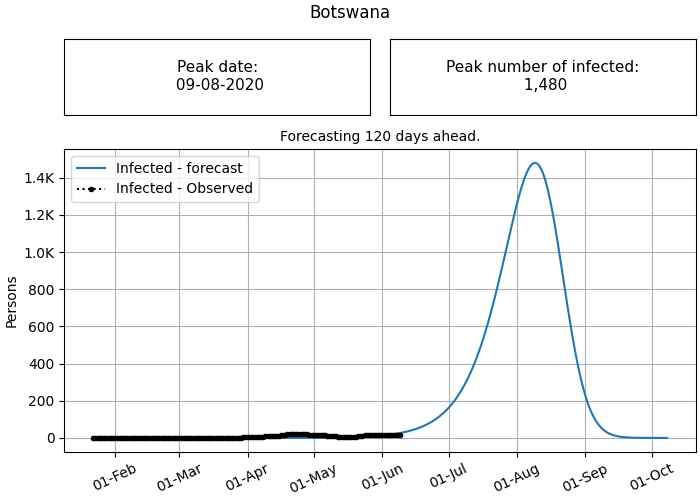 Botswana
Peak date:
09-08-2020
Peak number of infected:
1,480
Forecasting 120 days ahead.
Infected - forecast
Infected - Observed
Persons
1.4K
1.2K
1.0K
800
600
400
200
0
01-Feb
01-Mar
01-Apr
01-May
01-Jun
01-Jul
01-Aug
01-Sep
01-Oct